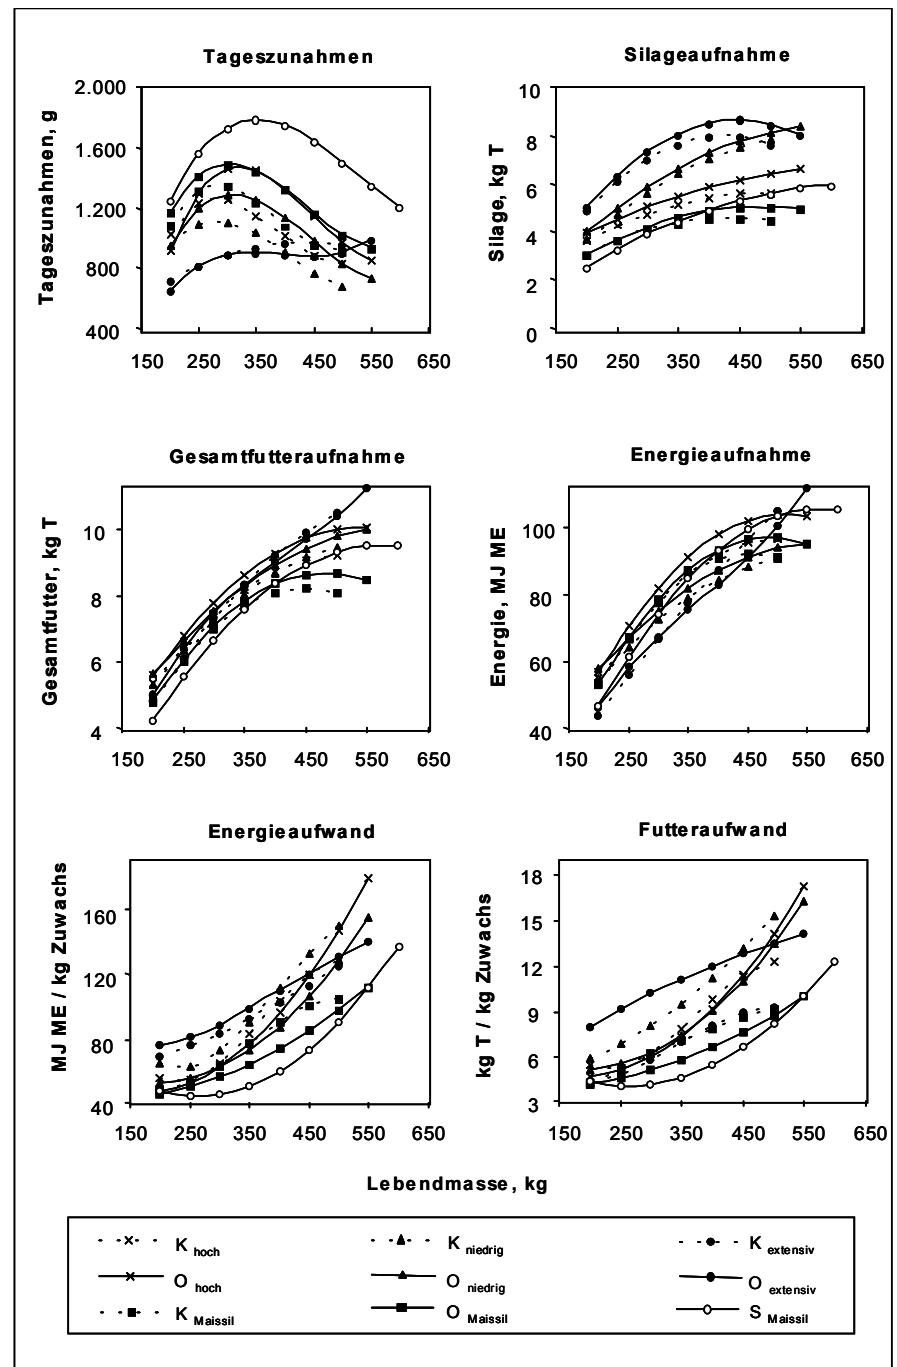 Tageszunahmen
Tageszunahmen, g
2.000
1.600
1.200
800
400
150 250 350 450 550 650
Silageaufnahme
Silage, kg T
10
8
6
4
2
0
150 250 350 450 550 650
Gesamtfutteraufnahme
Gesamtfutter, kg T
10
8
6
4
150 250 350 450 550 650
Energieaufnahme
Energie, MJ ME
100
80
60
40
150 250 350 450 550 650
Energieaufwand
MJ ME / kg Zuwachs
160
120
80
40
150 250 350 450 550 650
Futteraufwand
kg T / kg Zuwachs
18
15
12
9
6
3
150 250 350 450 550 650
Lebendmasse, kg
K hoch K niedrig K extensiv
O hoch O niedrig O extensiv
K Maissil O Maissil S Maissil